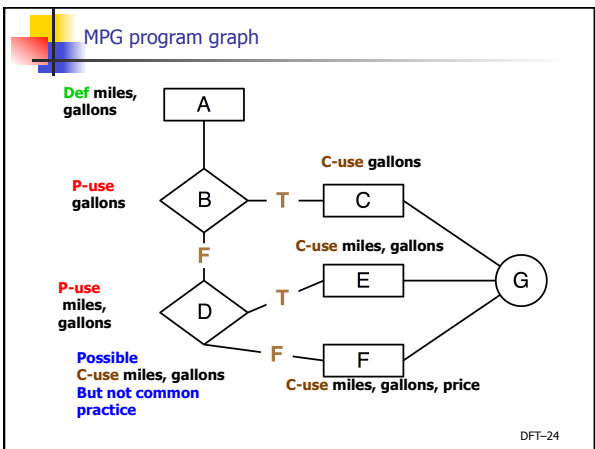 MPG program graph
Def miles,
gallons
A
C-use gallons
P-use
gallons
B
T
C
F
C-use miles, gallons
P-use
miles,
gallons
D
T
E
G
Possible
C-use miles, gallons
But not common
practice
F
F
C-use miles, gallons, price
DFT–24